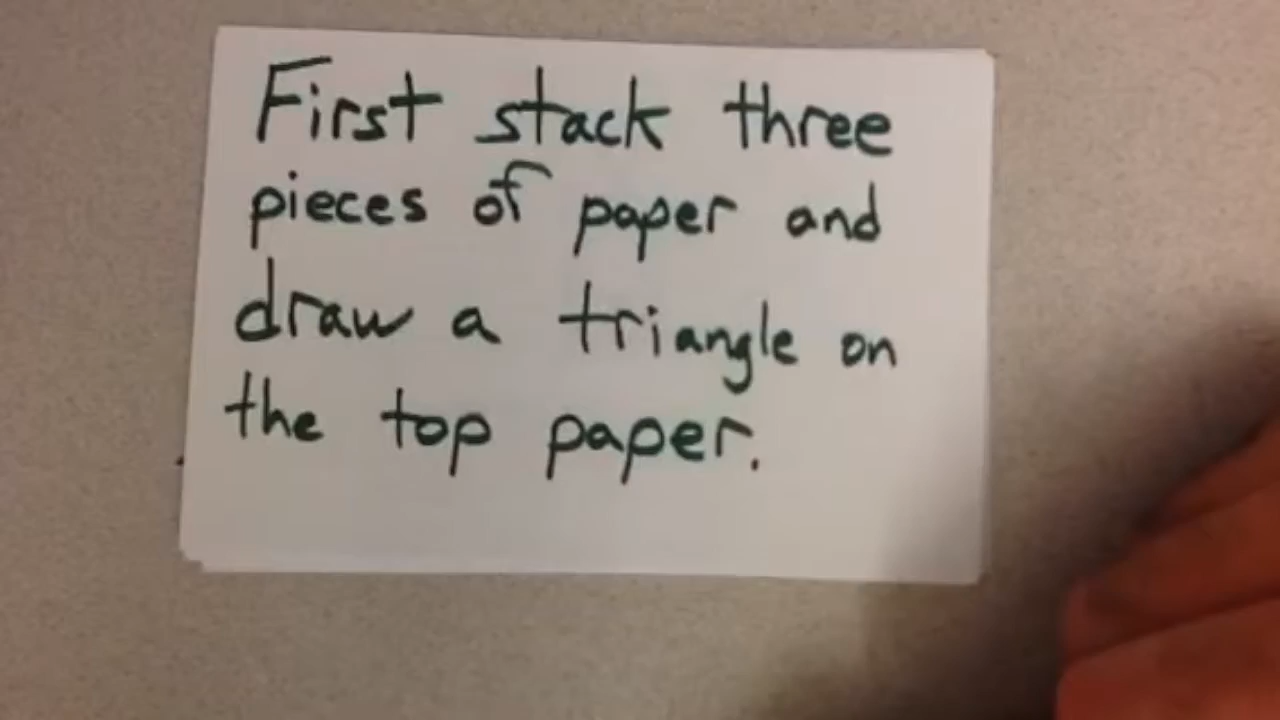 First stack three
pieces of paper and
draw a triangle on
the top paper.